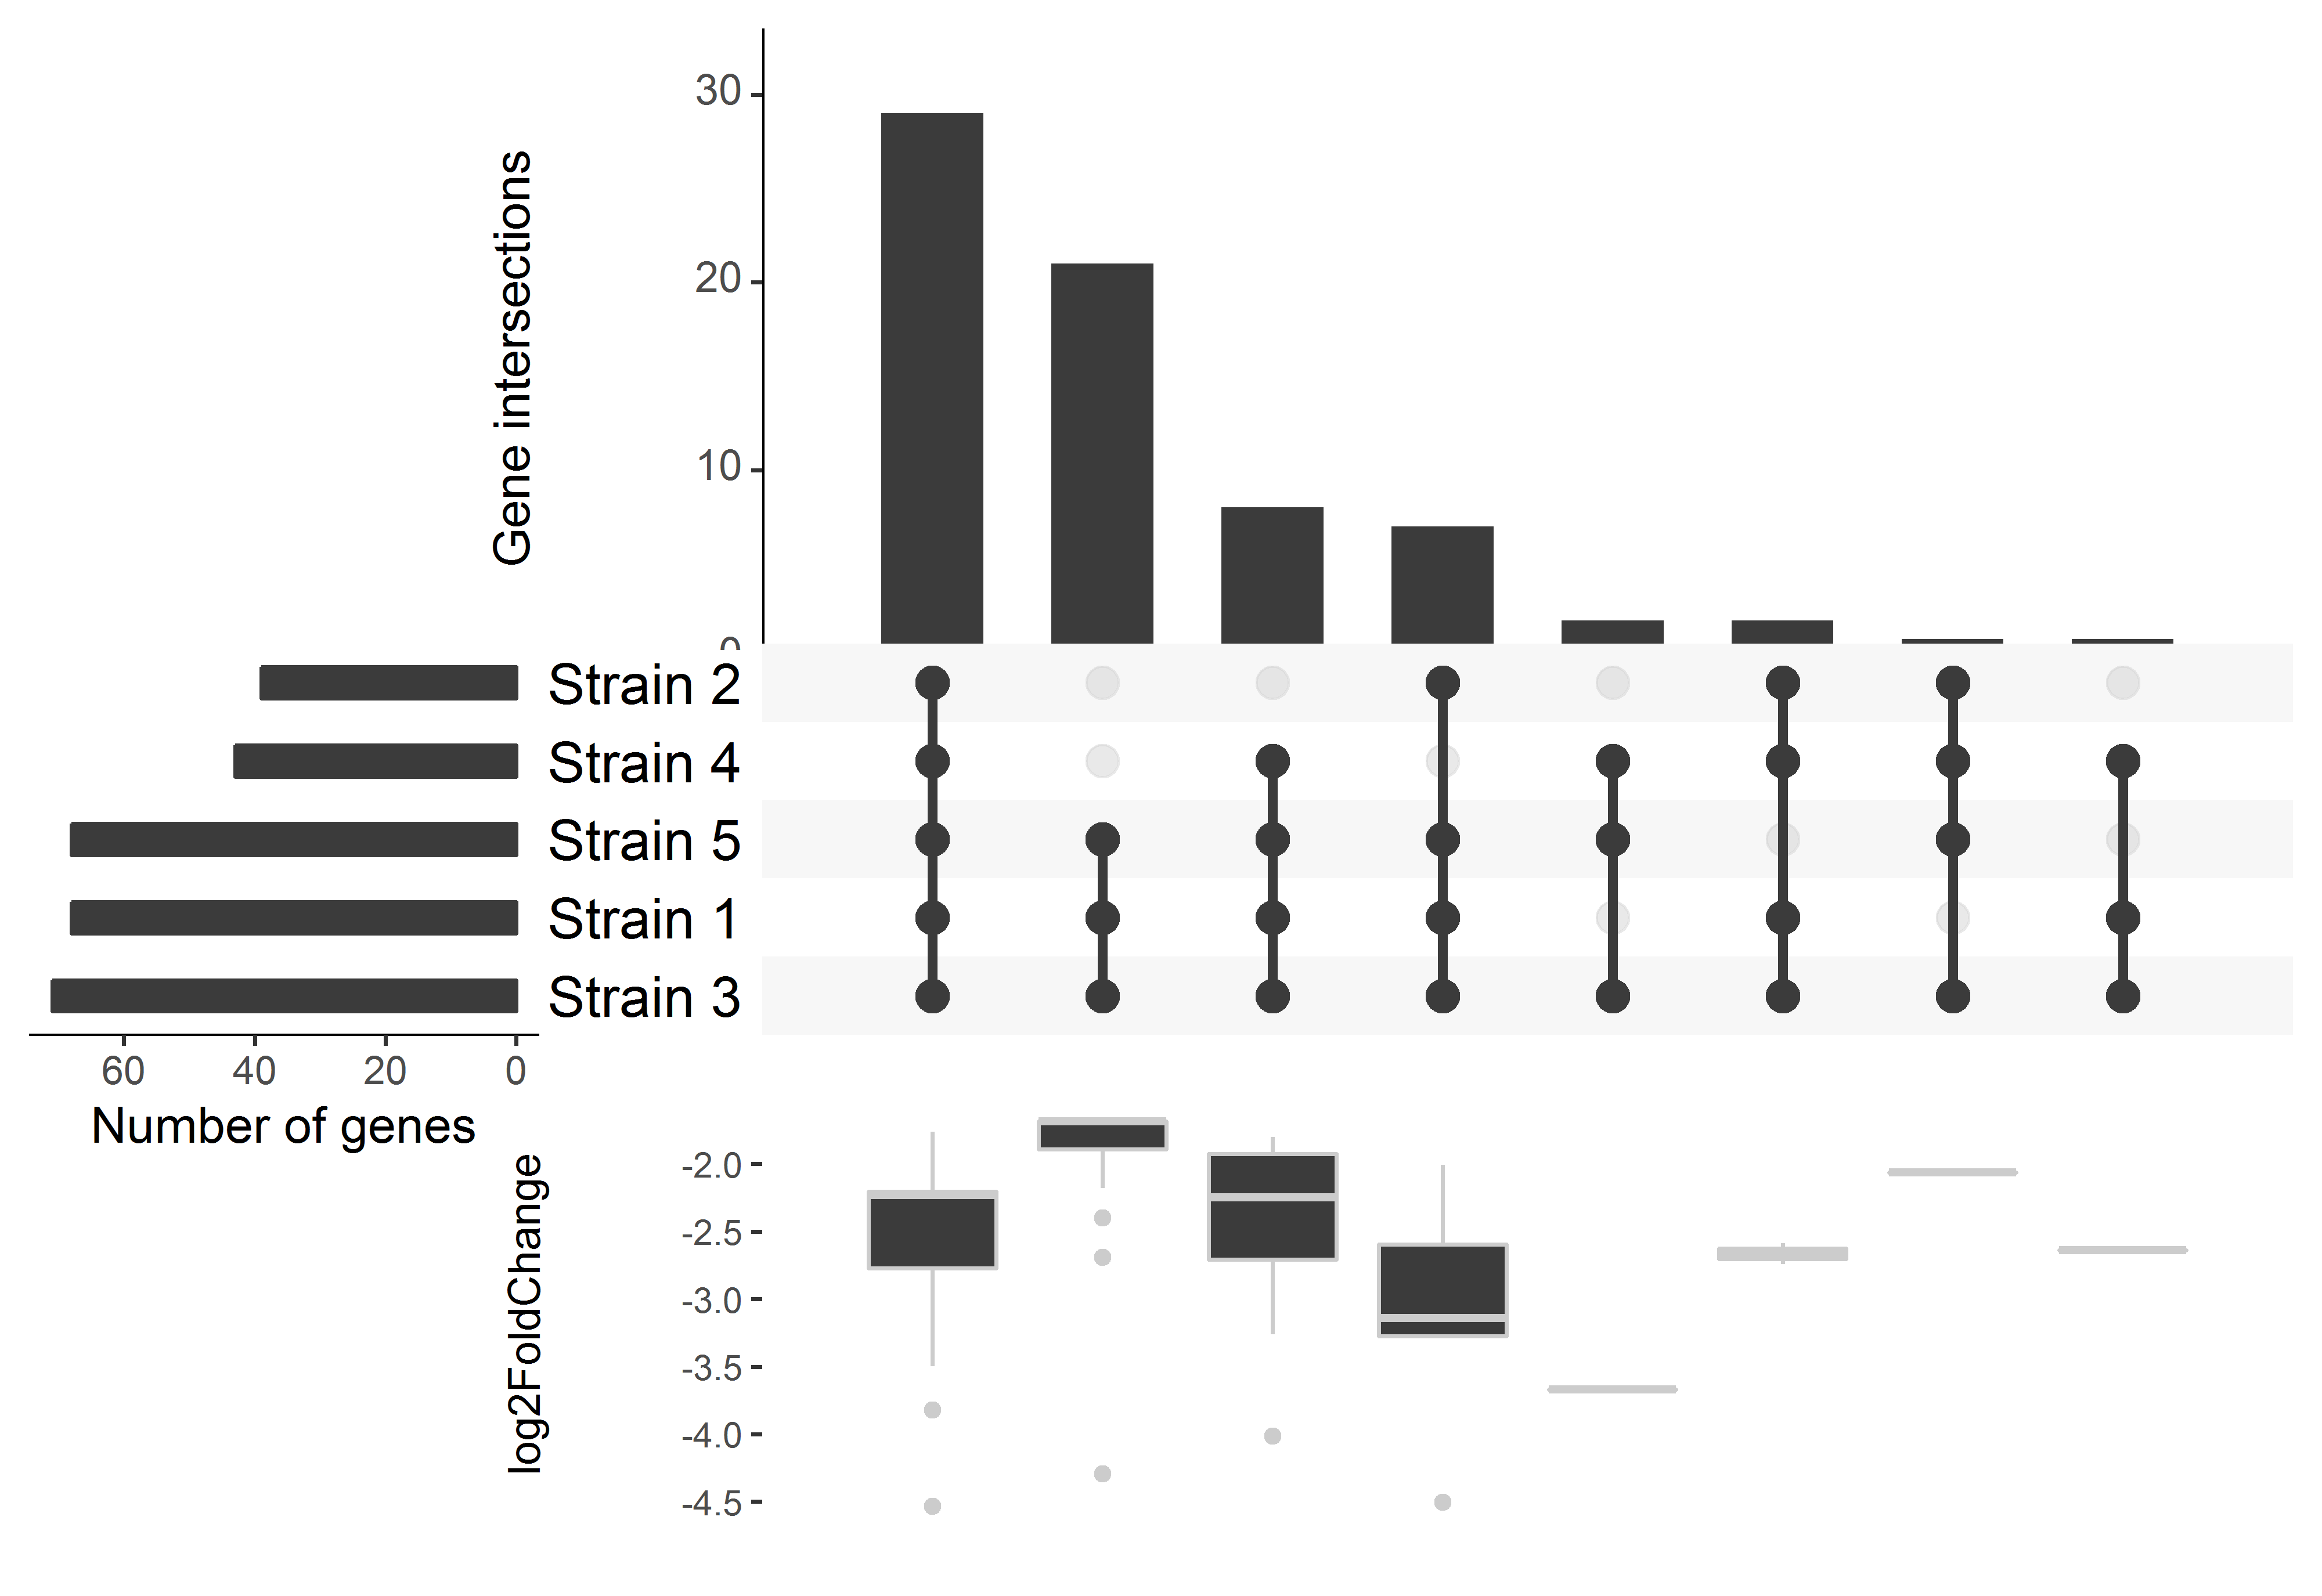 Gene intersections
30
20
10
0
Strain 2
Strain 4
Strain 5
Strain 1
Strain 3
60 40 20 0
Number of genes
log2FoldChange
-2.0
-2.5
-3.0
-3.5
-4.0
-4.5